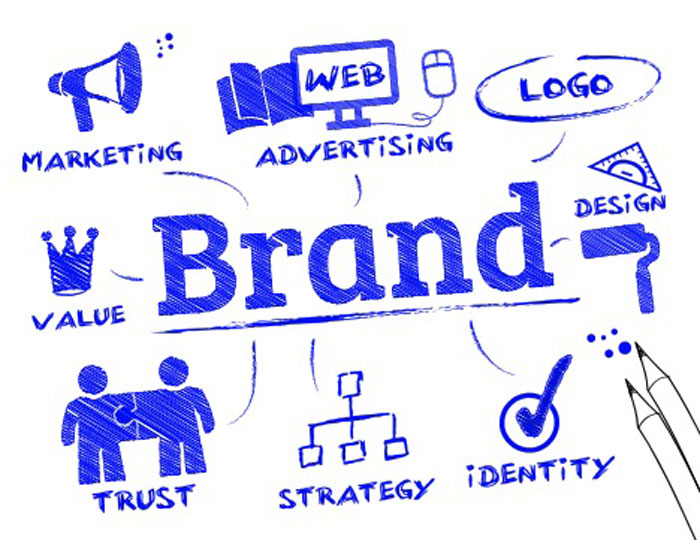 WEB
LOGO
MARKETiNG
ADVERTiSiNG
DESiGN
Brand
VALUE
TRUST
STRATEGY
iDENTiTY